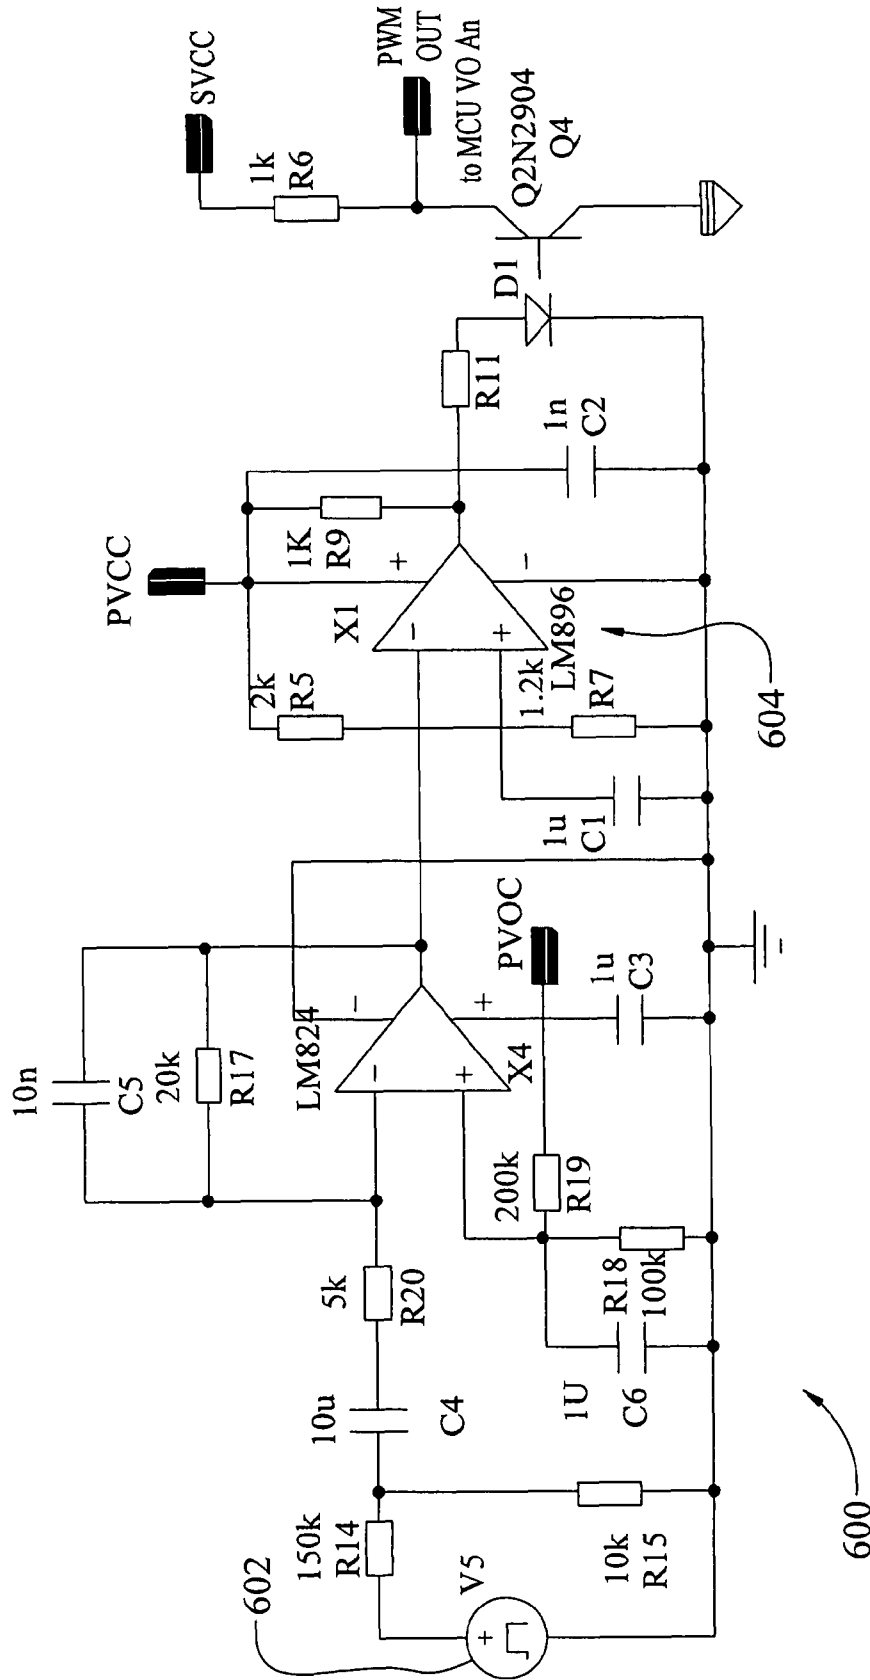 602
V5
150k
R14
10k
R15
10u
C4
5k
R20
1U
C6
R18
100k
200k
R19
PVOC
10n
C5
20k
R17
LM824
−
+
−
+
X4
1u
C3
1u
C1
2k
R5
1.2k
R7
PVCC
X1
−
+
+
−
LM896
604
1K
R9
1n
C2
R11
D1
1k
R6
SVCC
PWM
OUT
to MCU VO An
Q2N2904
Q4
+
600